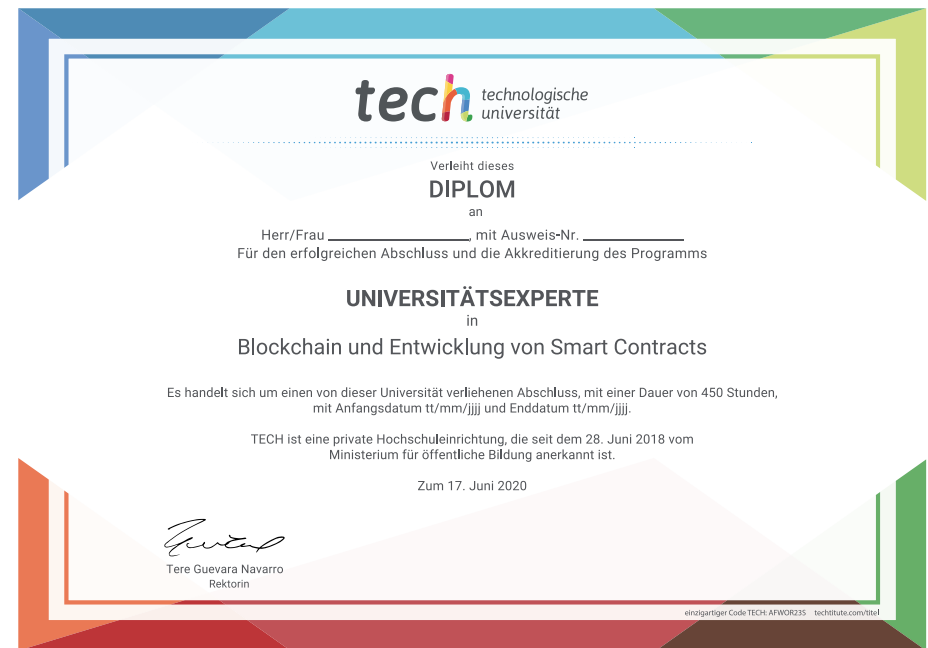 tech technologische
universität
Verleiht dieses
DIPLOM
an
Herr/Frau ____________________, mit Ausweis-Nr. ______________
Für den erfolgreichen Abschluss und die Akkreditierung des Programms
UNIVERSITÄTSEXPERTE
in
Blockchain und Entwicklung von Smart Contracts
Es handelt sich um einen von dieser Universität verliehenen Abschluss, mit einer Dauer von 450 Stunden,
mit Anfangsdatum tt/mm/jjjj und Enddatum tt/mm/jjjj.
TECH ist eine private Hochschuleinrichtung, die seit dem 28. Juni 2018 vom
Ministerium für öffentliche Bildung anerkannt ist.
Zum 17. Juni 2020
Tere Guevara Navarro
Rektorin
einzigartiger Code TECH: AFWOR23S techtitute.com/titel